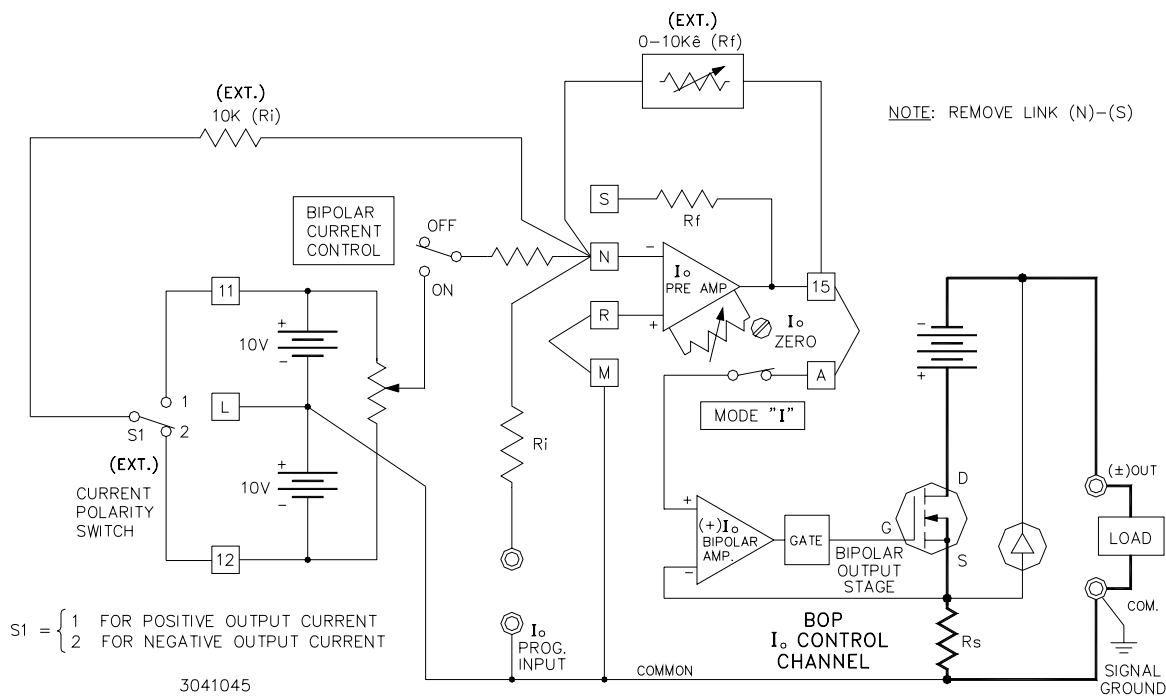 (EXT.)
0-10Kê (Rf)
(EXT.)
10K (Ri)
NOTE: REMOVE LINK (N)-(S)
S
Rf
BIPOLAR
CURRENT
CONTROL
OFF
ON
N
-
Io
PRE AMP
15
R
+
Io
ZERO
M
A
MODE "I"
11
+
10V
-
L
1
S1
2
(EXT.)
CURRENT
POLARITY
SWITCH
+
10V
-
12
Ri
-
+
+
(+)Io
BIPOLAR
AMP.
-
GATE
G
D
S
BIPOLAR
OUTPUT
STAGE
(±)OUT
LOAD
COM.
BOP
Io CONTROL
CHANNEL
Rs
SIGNAL
GROUND
S1 = { 1 FOR POSITIVE OUTPUT CURRENT
2 FOR NEGATIVE OUTPUT CURRENT
Io
PROG.
INPUT
COMMON
3041045